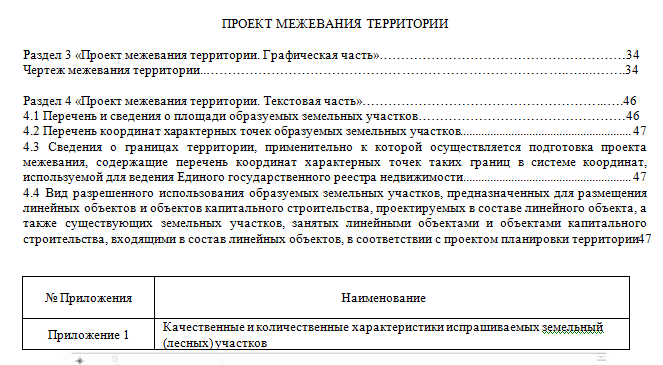 ПРОЕКТ МЕЖЕВАНИЯ ТЕРРИТОРИИ
Раздел 3 «Проект межевания территории. Графическая часть»……………………………………………………34
Чертеж межевания территории...………………………………………………………………………………….34
Раздел 4 «Проект межевания территории. Текстовая часть»…………………………………………………...…..46
4.1 Перечень и сведения о площади образуемых земельных участков……………………………………………46
4.2 Перечень координат характерных точек образуемых земельных участков......................................................47
4.3 Сведения о границах территории, применительно к которой осуществляется подготовка проекта
межевания, содержащие перечень координат характерных точек таких границ в системе координат,
используемой для ведения Единого государственного реестра недвижимости.....................................................47
4.4 Вид разрешенного использования образуемых земельных участков, предназначенных для размещения
линейных объектов и объектов капитального строительства, проектируемых в составе линейного объекта, а
также существующих земельных участков, занятых линейными объектами и объектами капитального
строительства, входящими в состав линейных объектов, в соответствии с проектом планировки территории47
№ Приложения Наименование
Приложение 1 Качественные и количественные характеристики испрашиваемых земельный
(лесных) участков